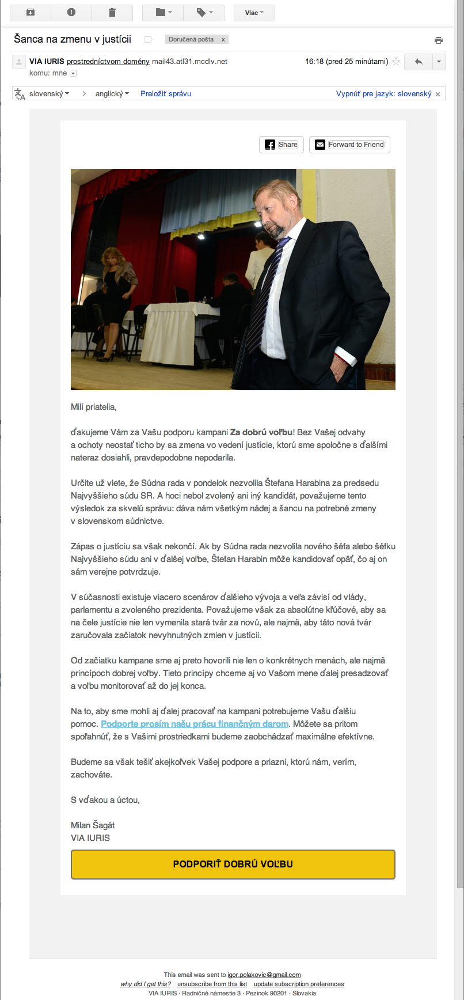 Viac
Šanca na zmenu v justícii
Doručená pošta x
VIA IURIS prostredníctvom domény mail43.atl31.mcdlv.net
16:18 (pred 25 minútami)
komu: mne
slovenský
anglický
Preložiť správu
Vypnúť pre jazyk: slovenský
Share
Forward to Friend
Milí priatelia,
ďakujeme Vám za Vašu podporu kampani Za dobrú voľbu! Bez Vašej odvahy
a ochoty neostať ticho by sa zmena vo vedení justície, ktorú sme spoločne s ďalšími
nateraz dosiahli, pravdepodobne nepodarila.
Určite už viete, že Súdna rada v pondelok nezvolila Štefana Harabina za predsedu
Najvyššieho súdu SR. A hoci nebol zvolený ani iný kandidát, považujeme tento
výsledok za skvelú správu: dáva nám všetkým nádej a šancu na potrebné zmeny
v slovenskom súdnictve.
Zápas o justíciu sa však nekončí. Ak by Súdna rada nezvolila nového šéfa alebo šéfku
Najvyššieho súdu ani v ďalšej voľbe, Štefan Harabin môže kandidovať opäť, čo aj on
sám verejne potvrdzuje.
V súčasnosti existuje viacero scenárov ďalšieho vývoja a veľa závisí od vlády,
parlamentu a zvoleného prezidenta. Považujeme však za absolútne kľúčové, aby sa
na čele justície nie len vymenila stará tvár za novú, ale najmä, aby táto nová tvár
zaručovala začiatok nevyhnutných zmien v justícii.
Od začiatku kampane sme aj preto hovorili nie len o konkrétnych menách, ale najmä
princípoch dobrej voľby. Tieto princípy chceme aj vo Vašom mene ďalej presadzovať
a voľbu monitorovať až do jej konca.
Na to, aby sme mohli aj ďalej pracovať na kampani potrebujeme Vašu ďalšiu
pomoc. Podporte prosím našu prácu finančným darom. Môžete sa pritom
spoľahnúť, že s Vašimi prostriedkami budeme zaobchádzať maximálne efektívne.
Budeme sa však tešiť akejkoľvek Vašej podpore a priazni, ktorú nám, verím,
zachováte.
S vďakou a úctou,
Milan Šagát
VIA IURIS
PODPORIŤ DOBRÚ VOĽBU
This email was sent to igor.polakovic@gmail.com
why did I get this? unsubscribe from this list update subscription preferences
VIA IURIS · Radničné námestie 3 · Pezinok 90201 · Slovakia